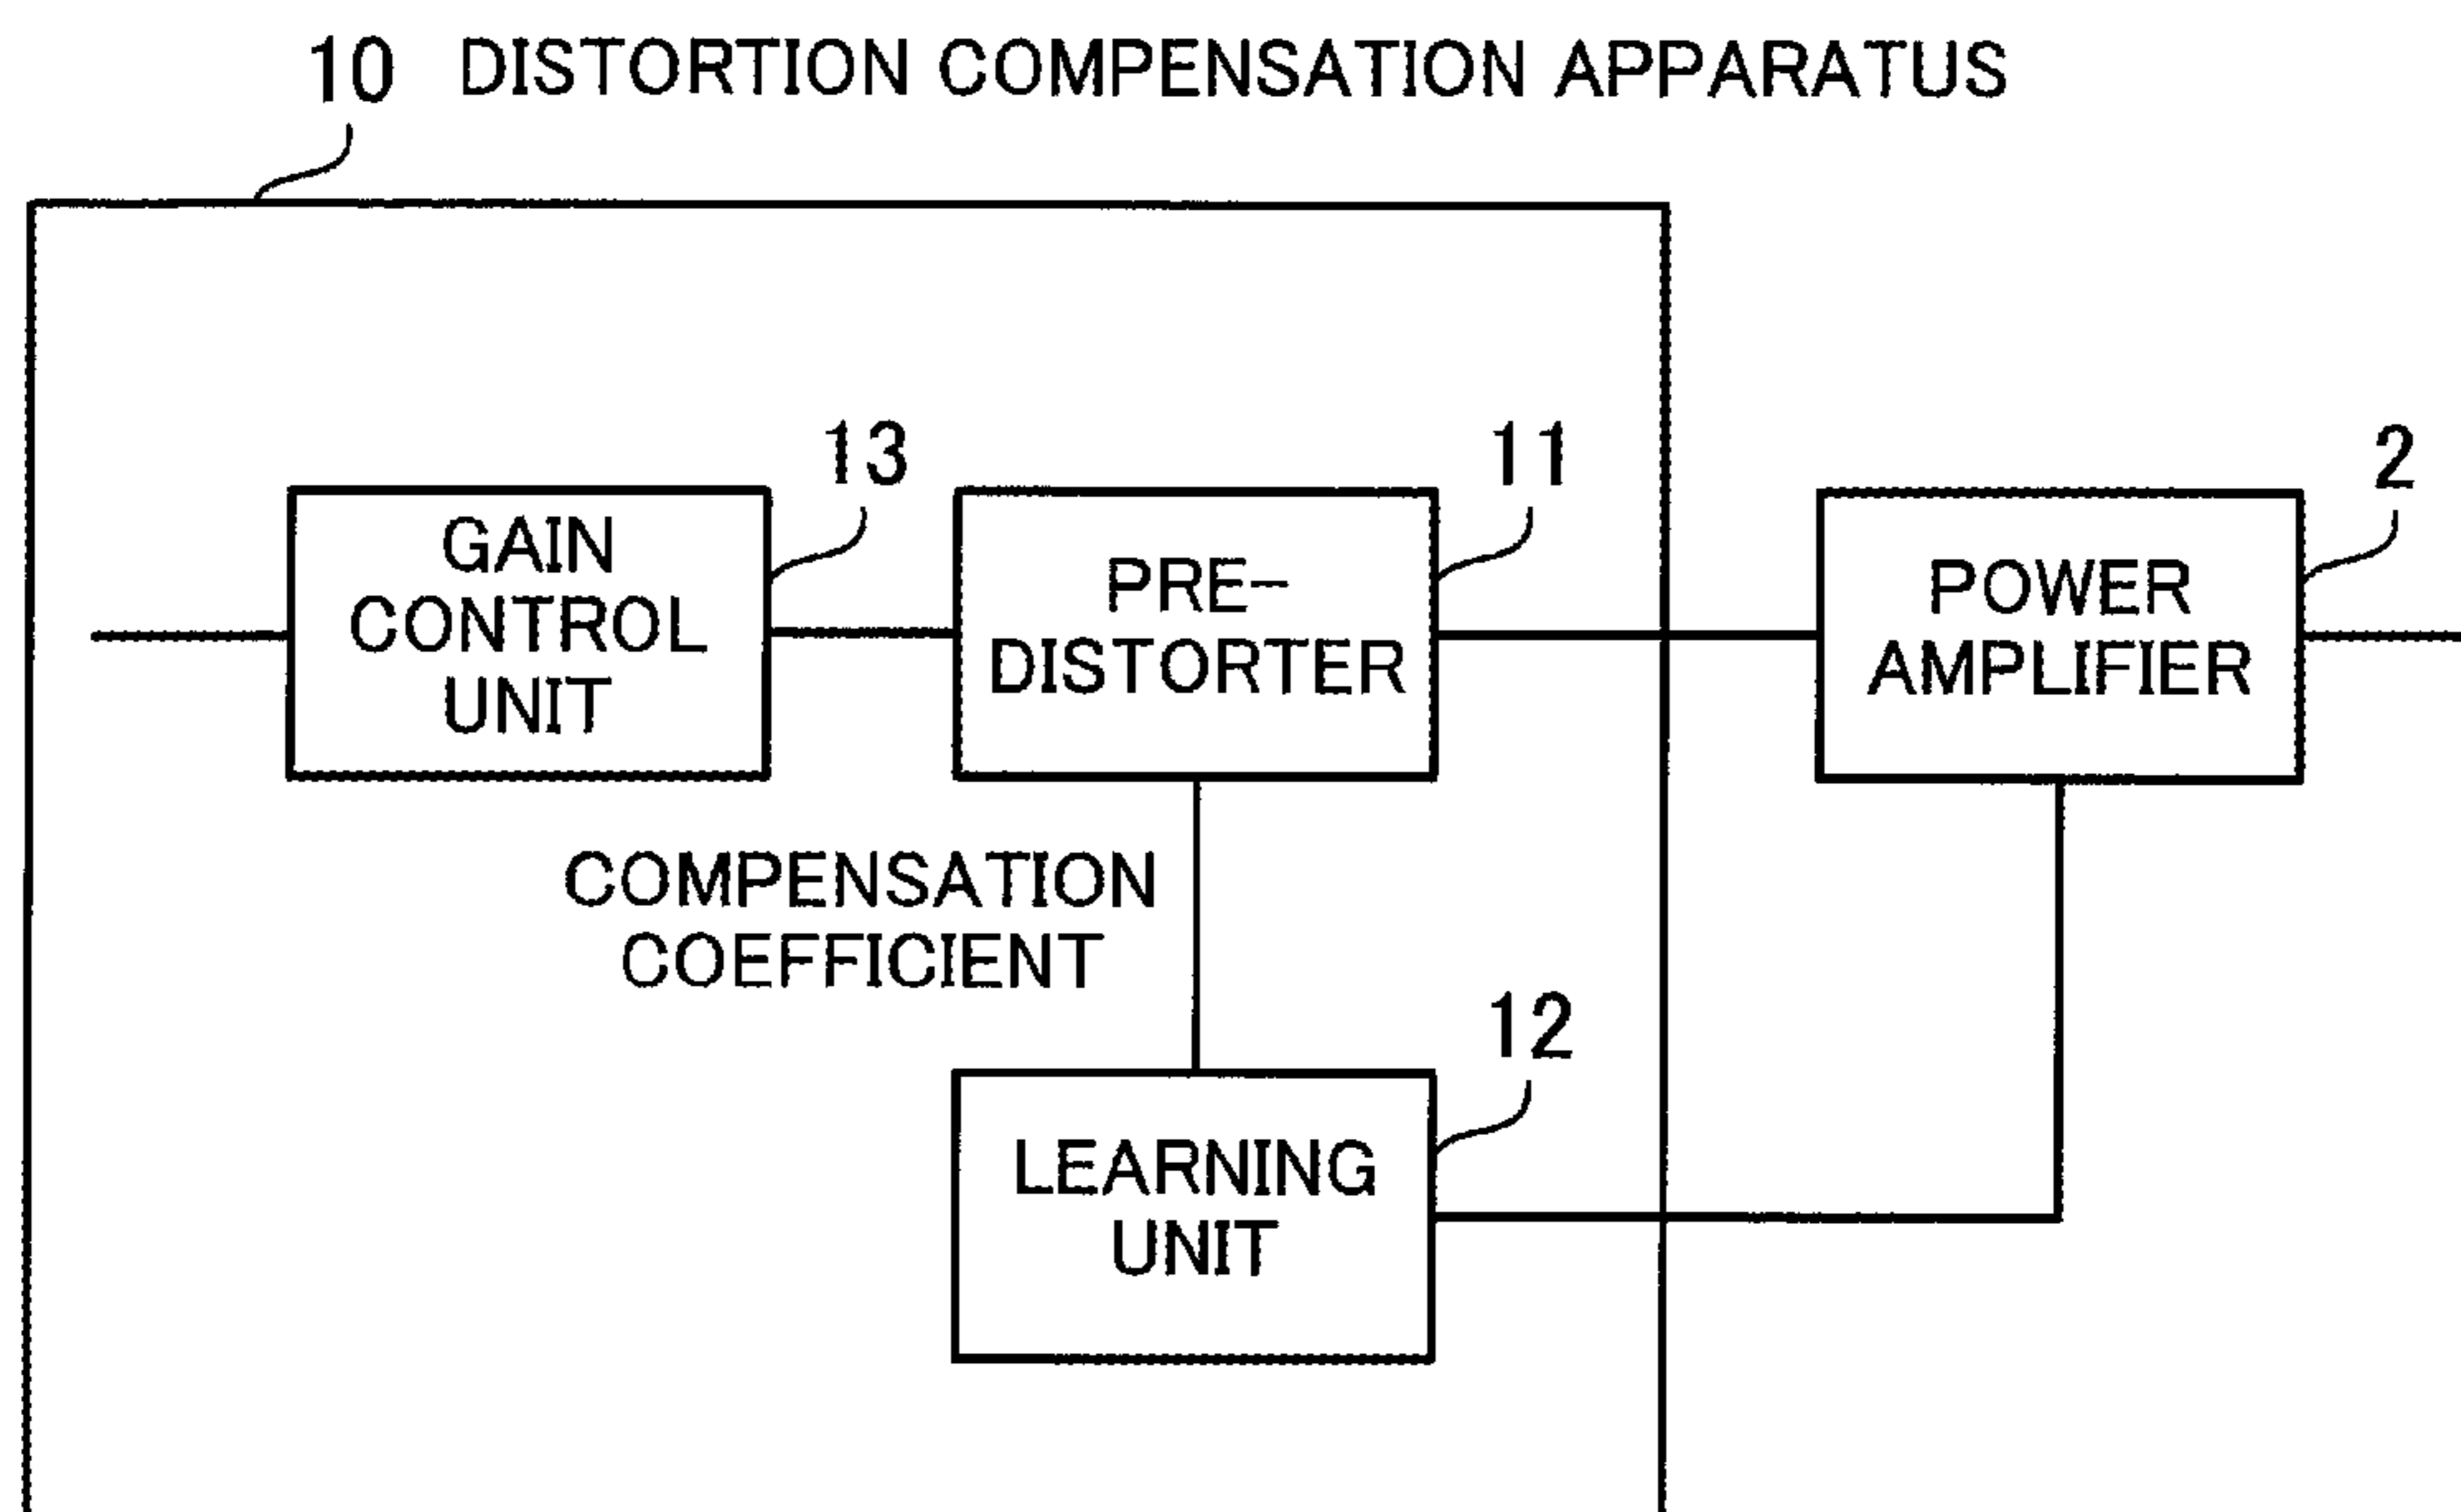 10 DISTORTION COMPENSATION APPARATUS
13
11
2
GAIN
CONTROL
UNIT
PRE-
DISTORTER
POWER
AMPLIFIER
COMPENSATION
COEFFICIENT
12
LEARNING
UNIT